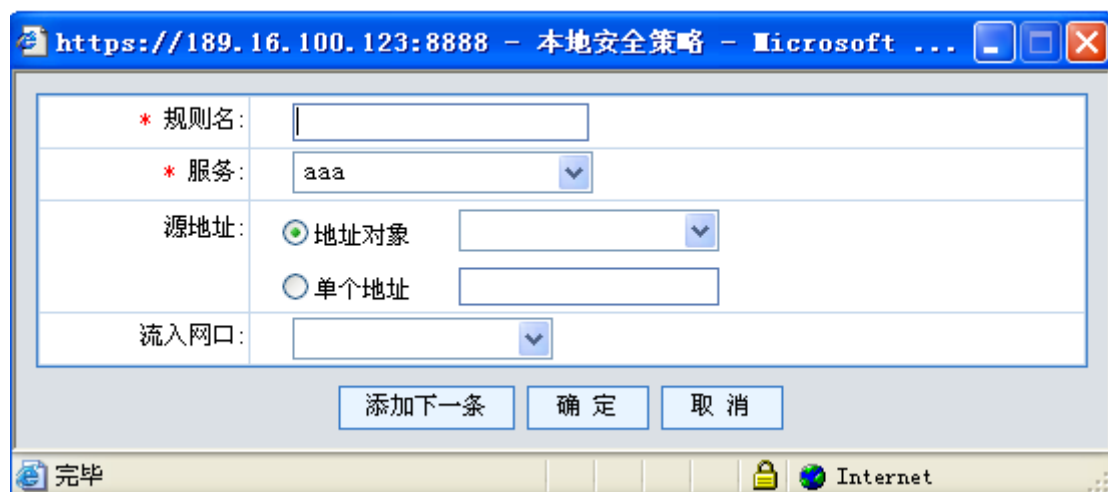 https://189.16.100.123:8888 - 本地安全策略 - Microsoft ...
* 规则名:
* 服务: aaa
源地址: 地址对象
单个地址
流入网口:
添加下一条 确 定 取 消
完毕 Internet